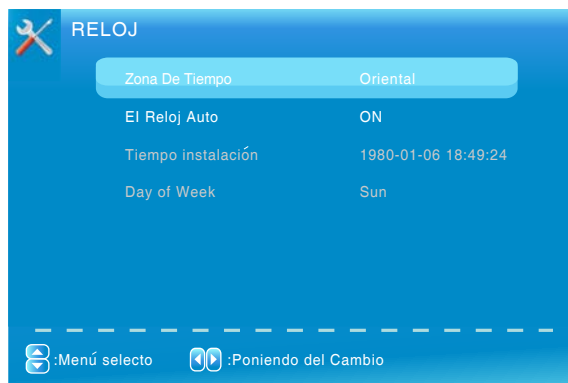 RELOJ
Zona De Tiempo Oriental
El Reloj Auto ON
Tiempo instalación 1980-01-06 18:49:24
Day of Week Sun
:Menú selecto :Poniendo del Cambio